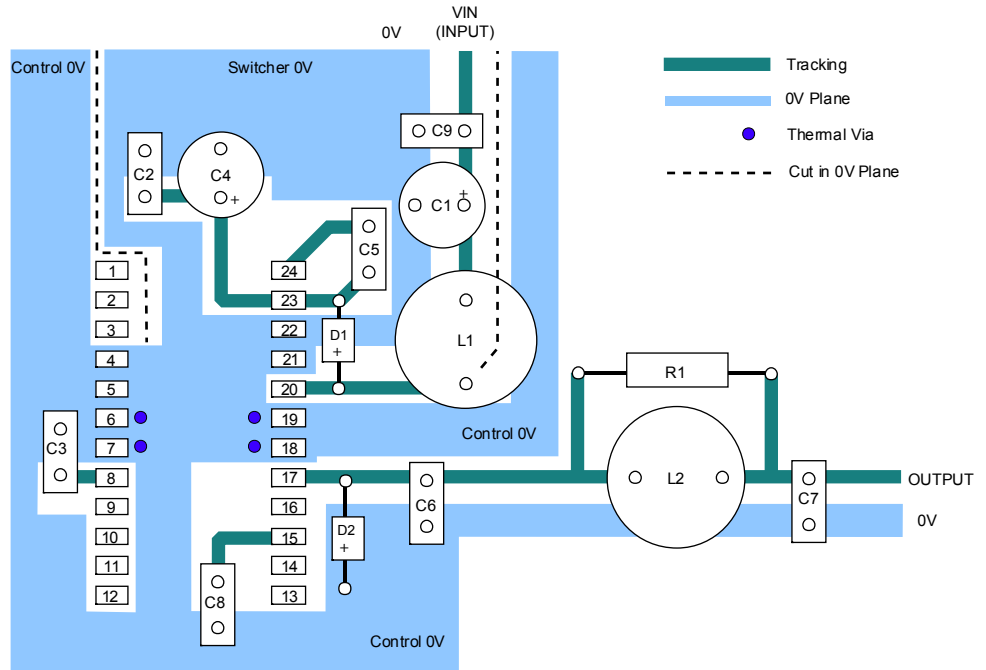 VIN
(INPUT)
0V
Control 0V
Switcher 0V
Tracking
0V Plane
Thermal Via
Cut in 0V Plane
C9
C2
C4
+
C1
+
C5
1
24
2
23
3
22
D1
+
L1
4
21
5
20
R1
6
19
7
18
Control 0V
C3
8
17
L2
OUTPUT
C6
C7
9
16
0V
10
15
D2
+
11
14
12
13
C8
Control 0V